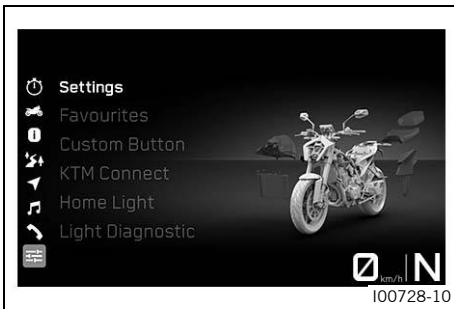 Settings
Favourites
Custom Button
KTM Connect
Home Light
Light Diagnostic
0 km/h N
I00728-10